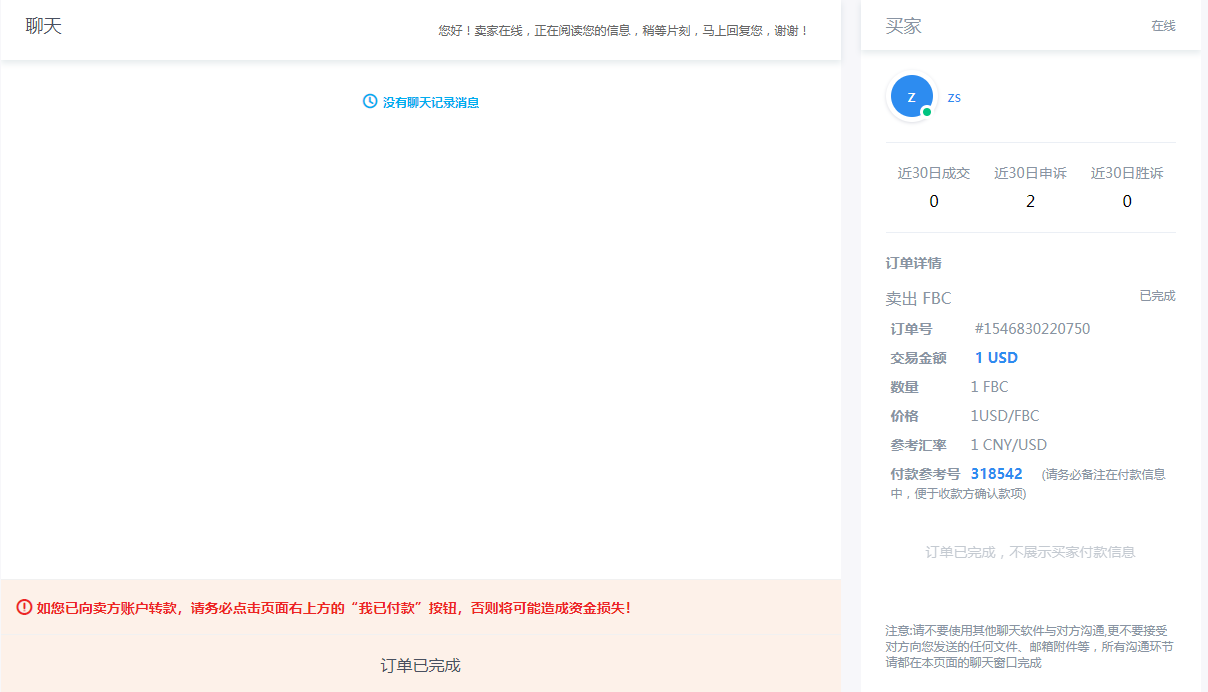 聊天
您好！卖家在线，正在阅读您的信息，稍等片刻，马上回复您，谢谢！
没有聊天记录消息
如您已向卖方账户转款，请务必点击页面右上方的“我已付款”按钮，否则将可能造成资金损失！
订单已完成
买家
在线
z
zs
近30日成交 近30日申诉 近30日胜诉
0 2 0
订单详情
卖出 FBC 已完成
订单号 #1546830220750
交易金额 1 USD
数量 1 FBC
价格 1USD/FBC
参考汇率 1 CNY/USD
付款参考号 318542 (请务必备注在付款信息
中，便于收款方确认款项)
订单已完成，不展示买家付款信息
注意:请不要使用其他聊天软件与对方沟通,更不要接受
对方向您发送的任何文件、邮箱附件等，所有沟通环节
请都在本页面的聊天窗口完成